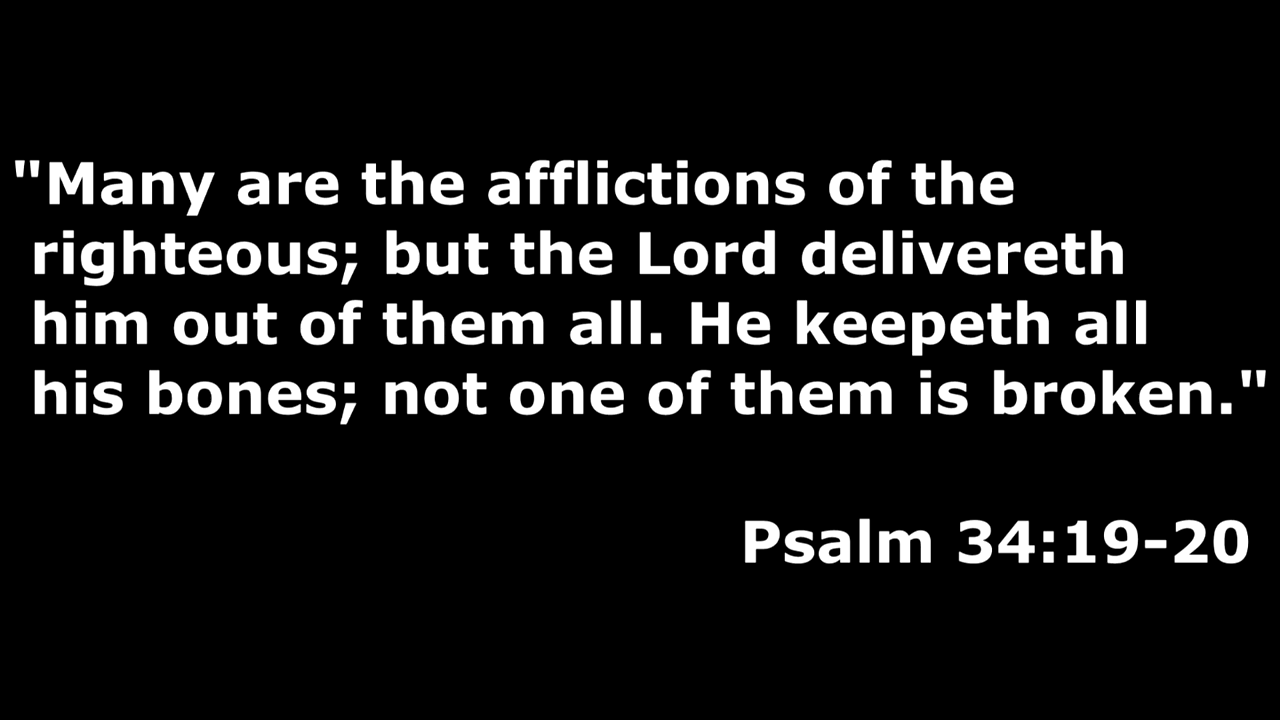 "Many are the afflictions of the
righteous; but the Lord delivereth
him out of them all. He keepeth all
his bones; not one of them is broken."
Psalm 34:19-20